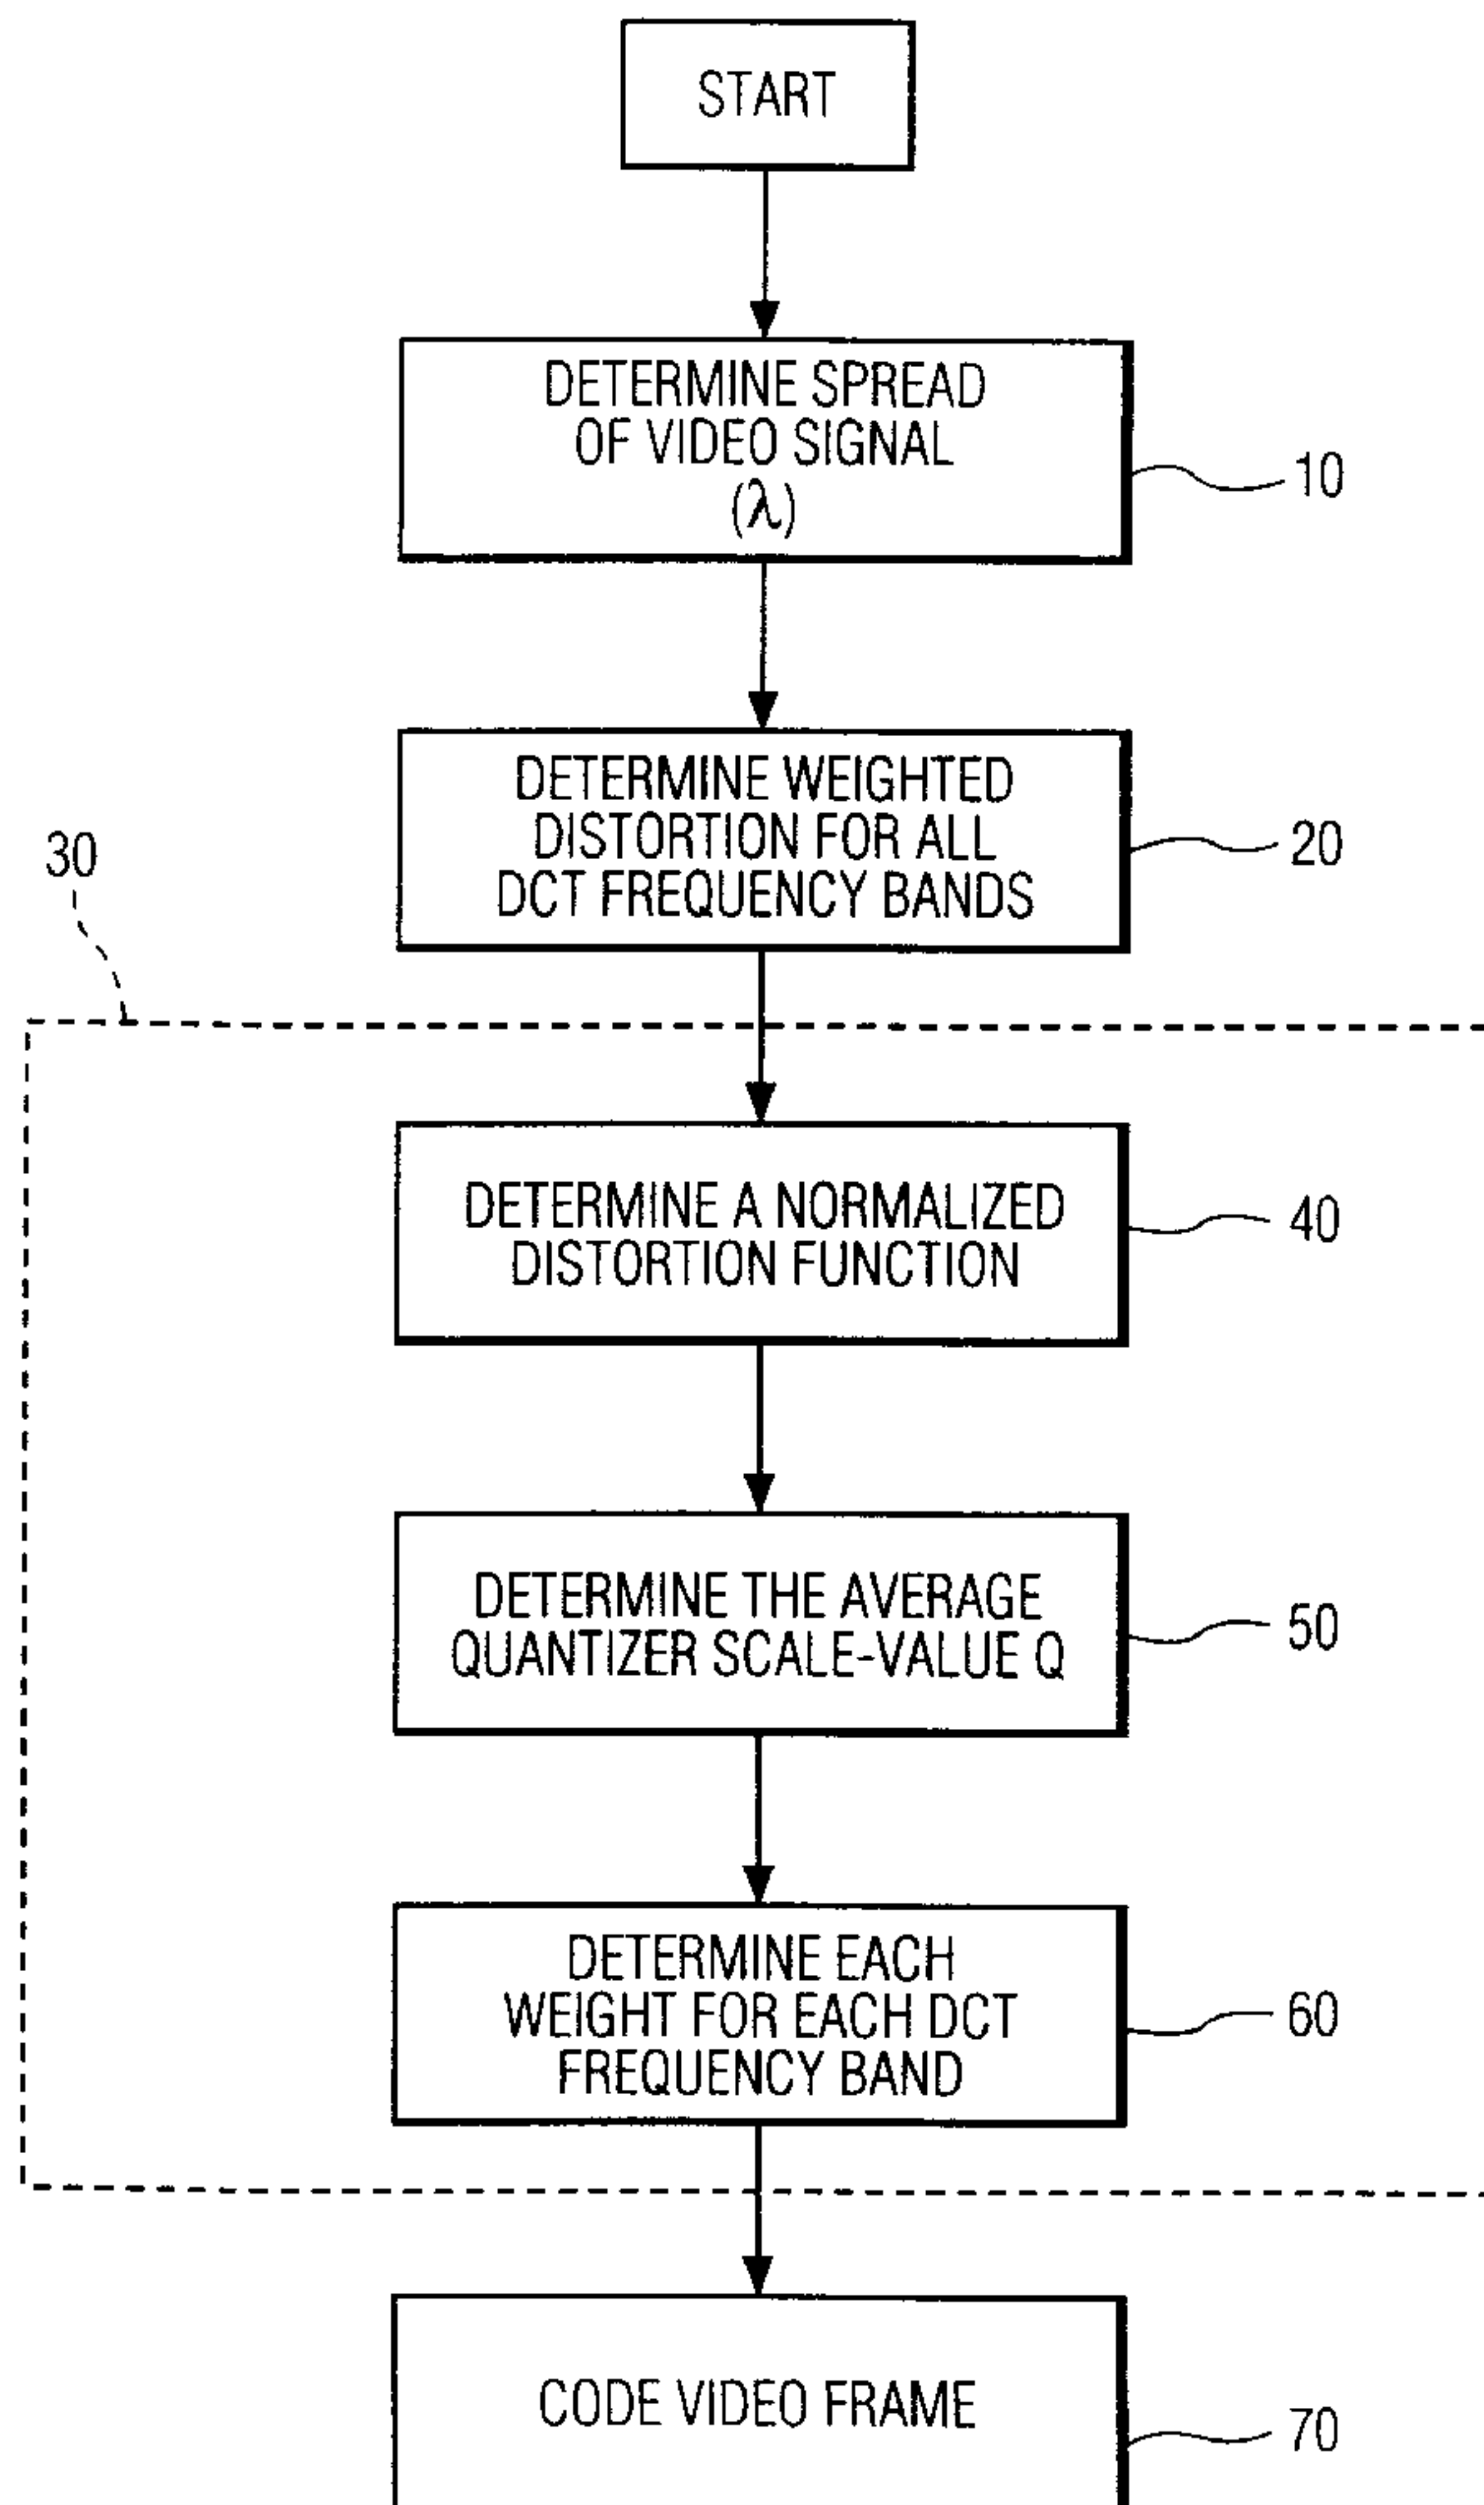 START
DETERMINE SPREAD
OF VIDEO SIGNAL
(λ)
10
DETERMINE WEIGHTED
DISTORTION FOR ALL
DCT FREQUENCY BANDS
20
30
DETERMINE A NORMALIZED
DISTORTION FUNCTION
40
DETERMINE THE AVERAGE
QUANTIZER SCALE-VALUE Q
50
DETERMINE EACH
WEIGHT FOR EACH DCT
FREQUENCY BAND
60
CODE VIDEO FRAME
70